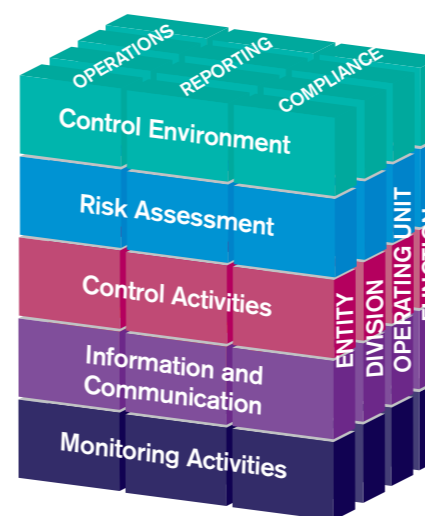 OPERATIONS
REPORTING
COMPLIANCE
Control Environment
Risk Assessment
Control Activities
Information and
Communication
Monitoring Activities
ENTITY
DIVISION
OPERATING UNIT